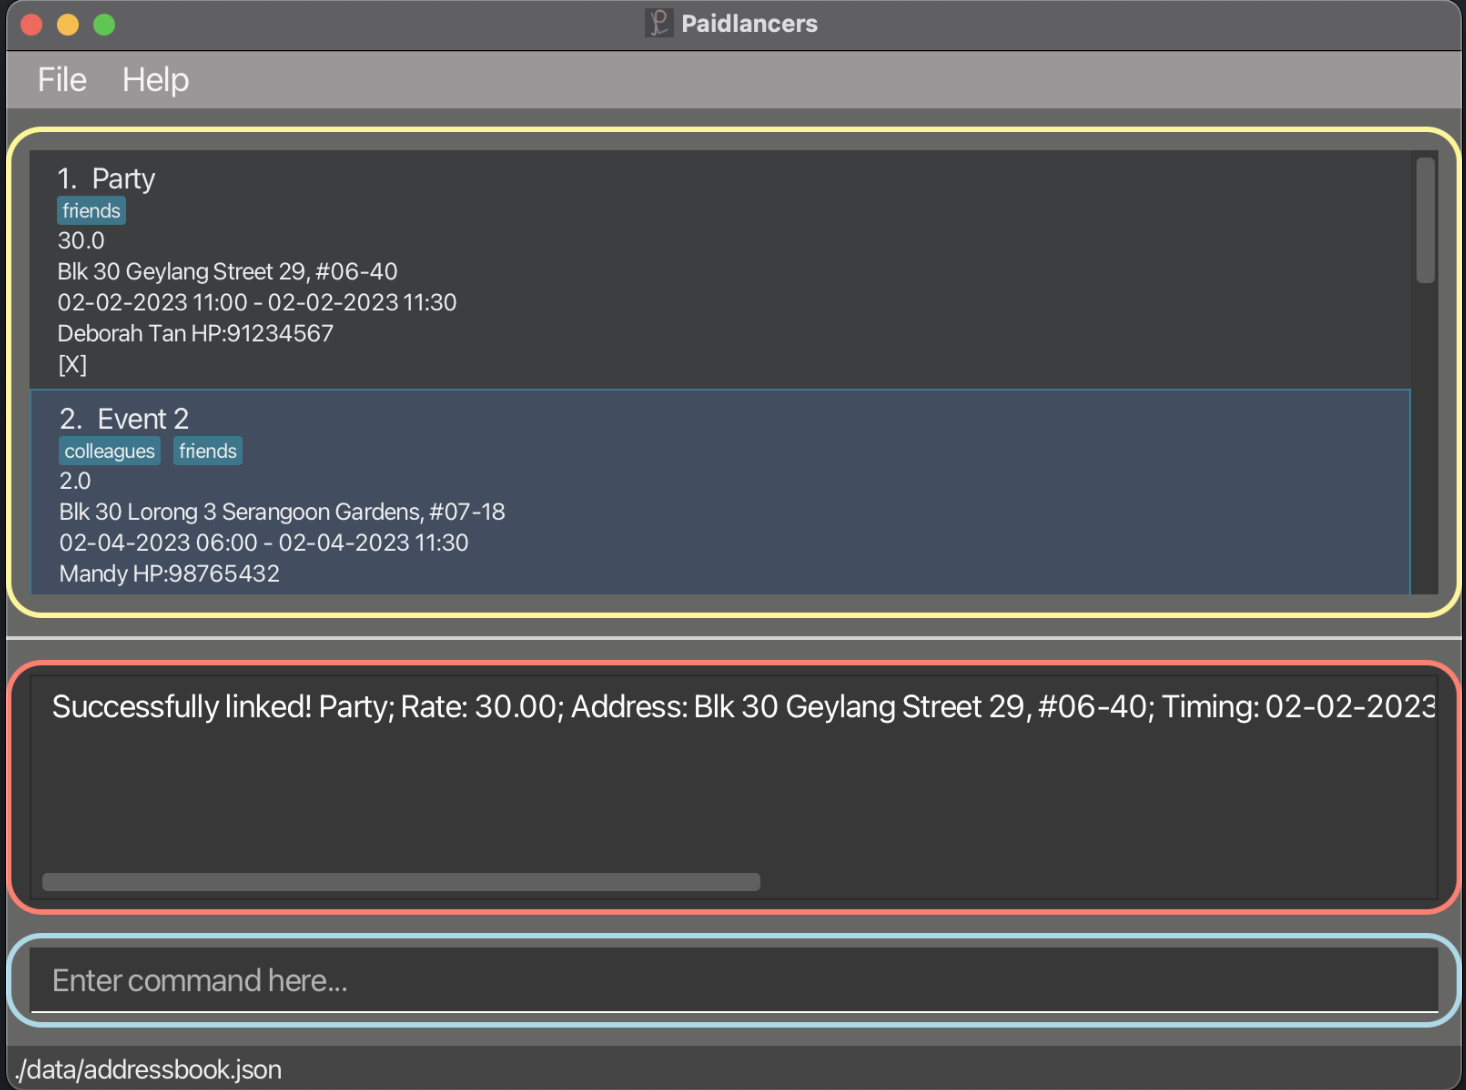 Paidlancers
File Help
1. Party
friends
30.0
Blk 30 Geylang Street 29, #06-40
02-02-2023 11:00 - 02-02-2023 11:30
Deborah Tan HP:91234567
[X]
2. Event 2
colleagues friends
2.0
Blk 30 Lorong 3 Serangoon Gardens, #07-18
02-04-2023 06:00 - 02-04-2023 11:30
Mandy HP:98765432
Successfully linked! Party; Rate: 30.00; Address: Blk 30 Geylang Street 29, #06-40; Timing: 02-02-2023
Enter command here...
./data/addressbook.json